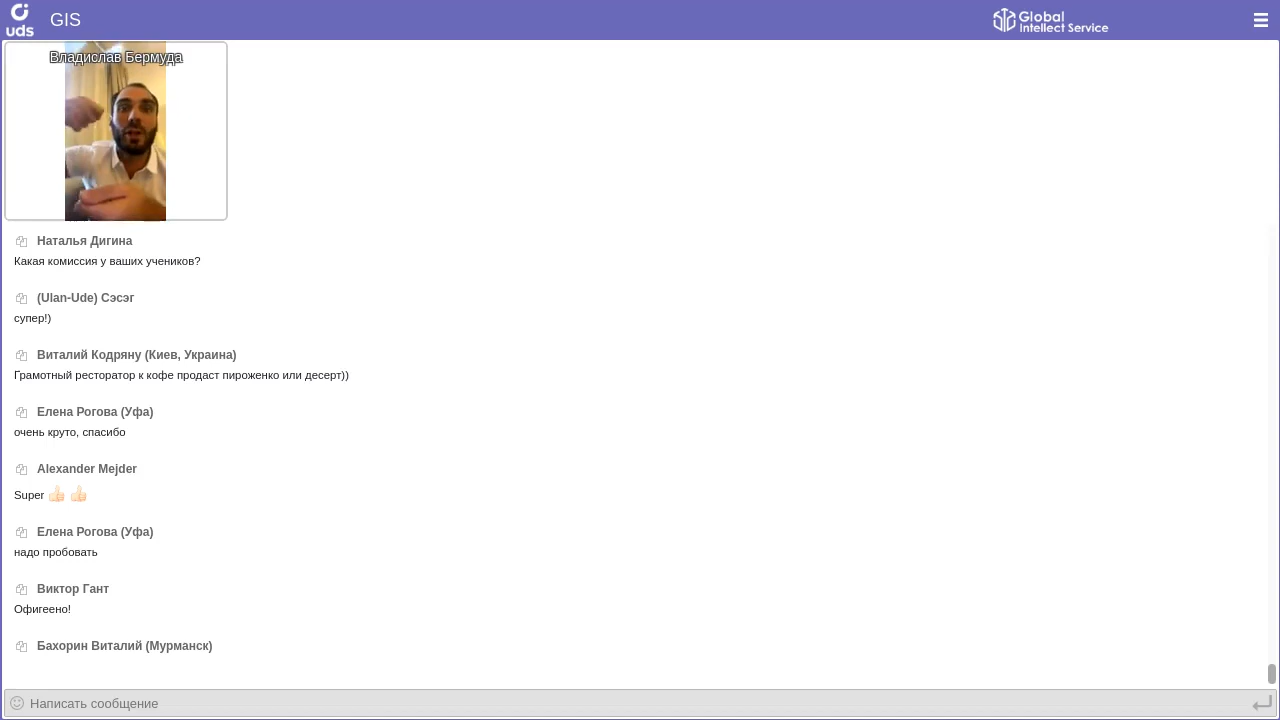 uds
GIS
Global
Intellect Service
Владислав Бермуда
Наталья Дигина
Какая комиссия у ваших учеников?
(Ulan-Ude) Сэсэг
супер!)
Виталий Кодряну (Киев, Украина)
Грамотный ресторатор к кофе продаст пироженко или десерт))
Елена Рогова (Уфа)
очень круто, спасибо
Alexander Mejder
Super 👍 👍
Елена Рогова (Уфа)
надо пробовать
Виктор Гант
Офигеено!
Бахорин Виталий (Мурманск)
Написать сообщение